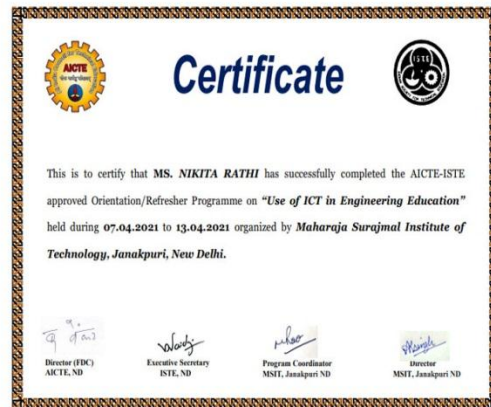 AICTE
Certificate
ISTE
This is to certify that MS. NIKITA RATHI has successfully completed the AICTE-ISTE
approved Orientation/Refresher Programme on "Use of ICT in Engineering Education"
held during 07.04.2021 to 13.04.2021 organized by Maharaja Surajmal Institute of
Technology, Janakpuri, New Delhi.
Director (FDC)
AICTE, ND
Executive Secretary
ISTE, ND
Program Coordinator
MSIT, Janakpuri ND
Director
MSIT, Janakpuri ND